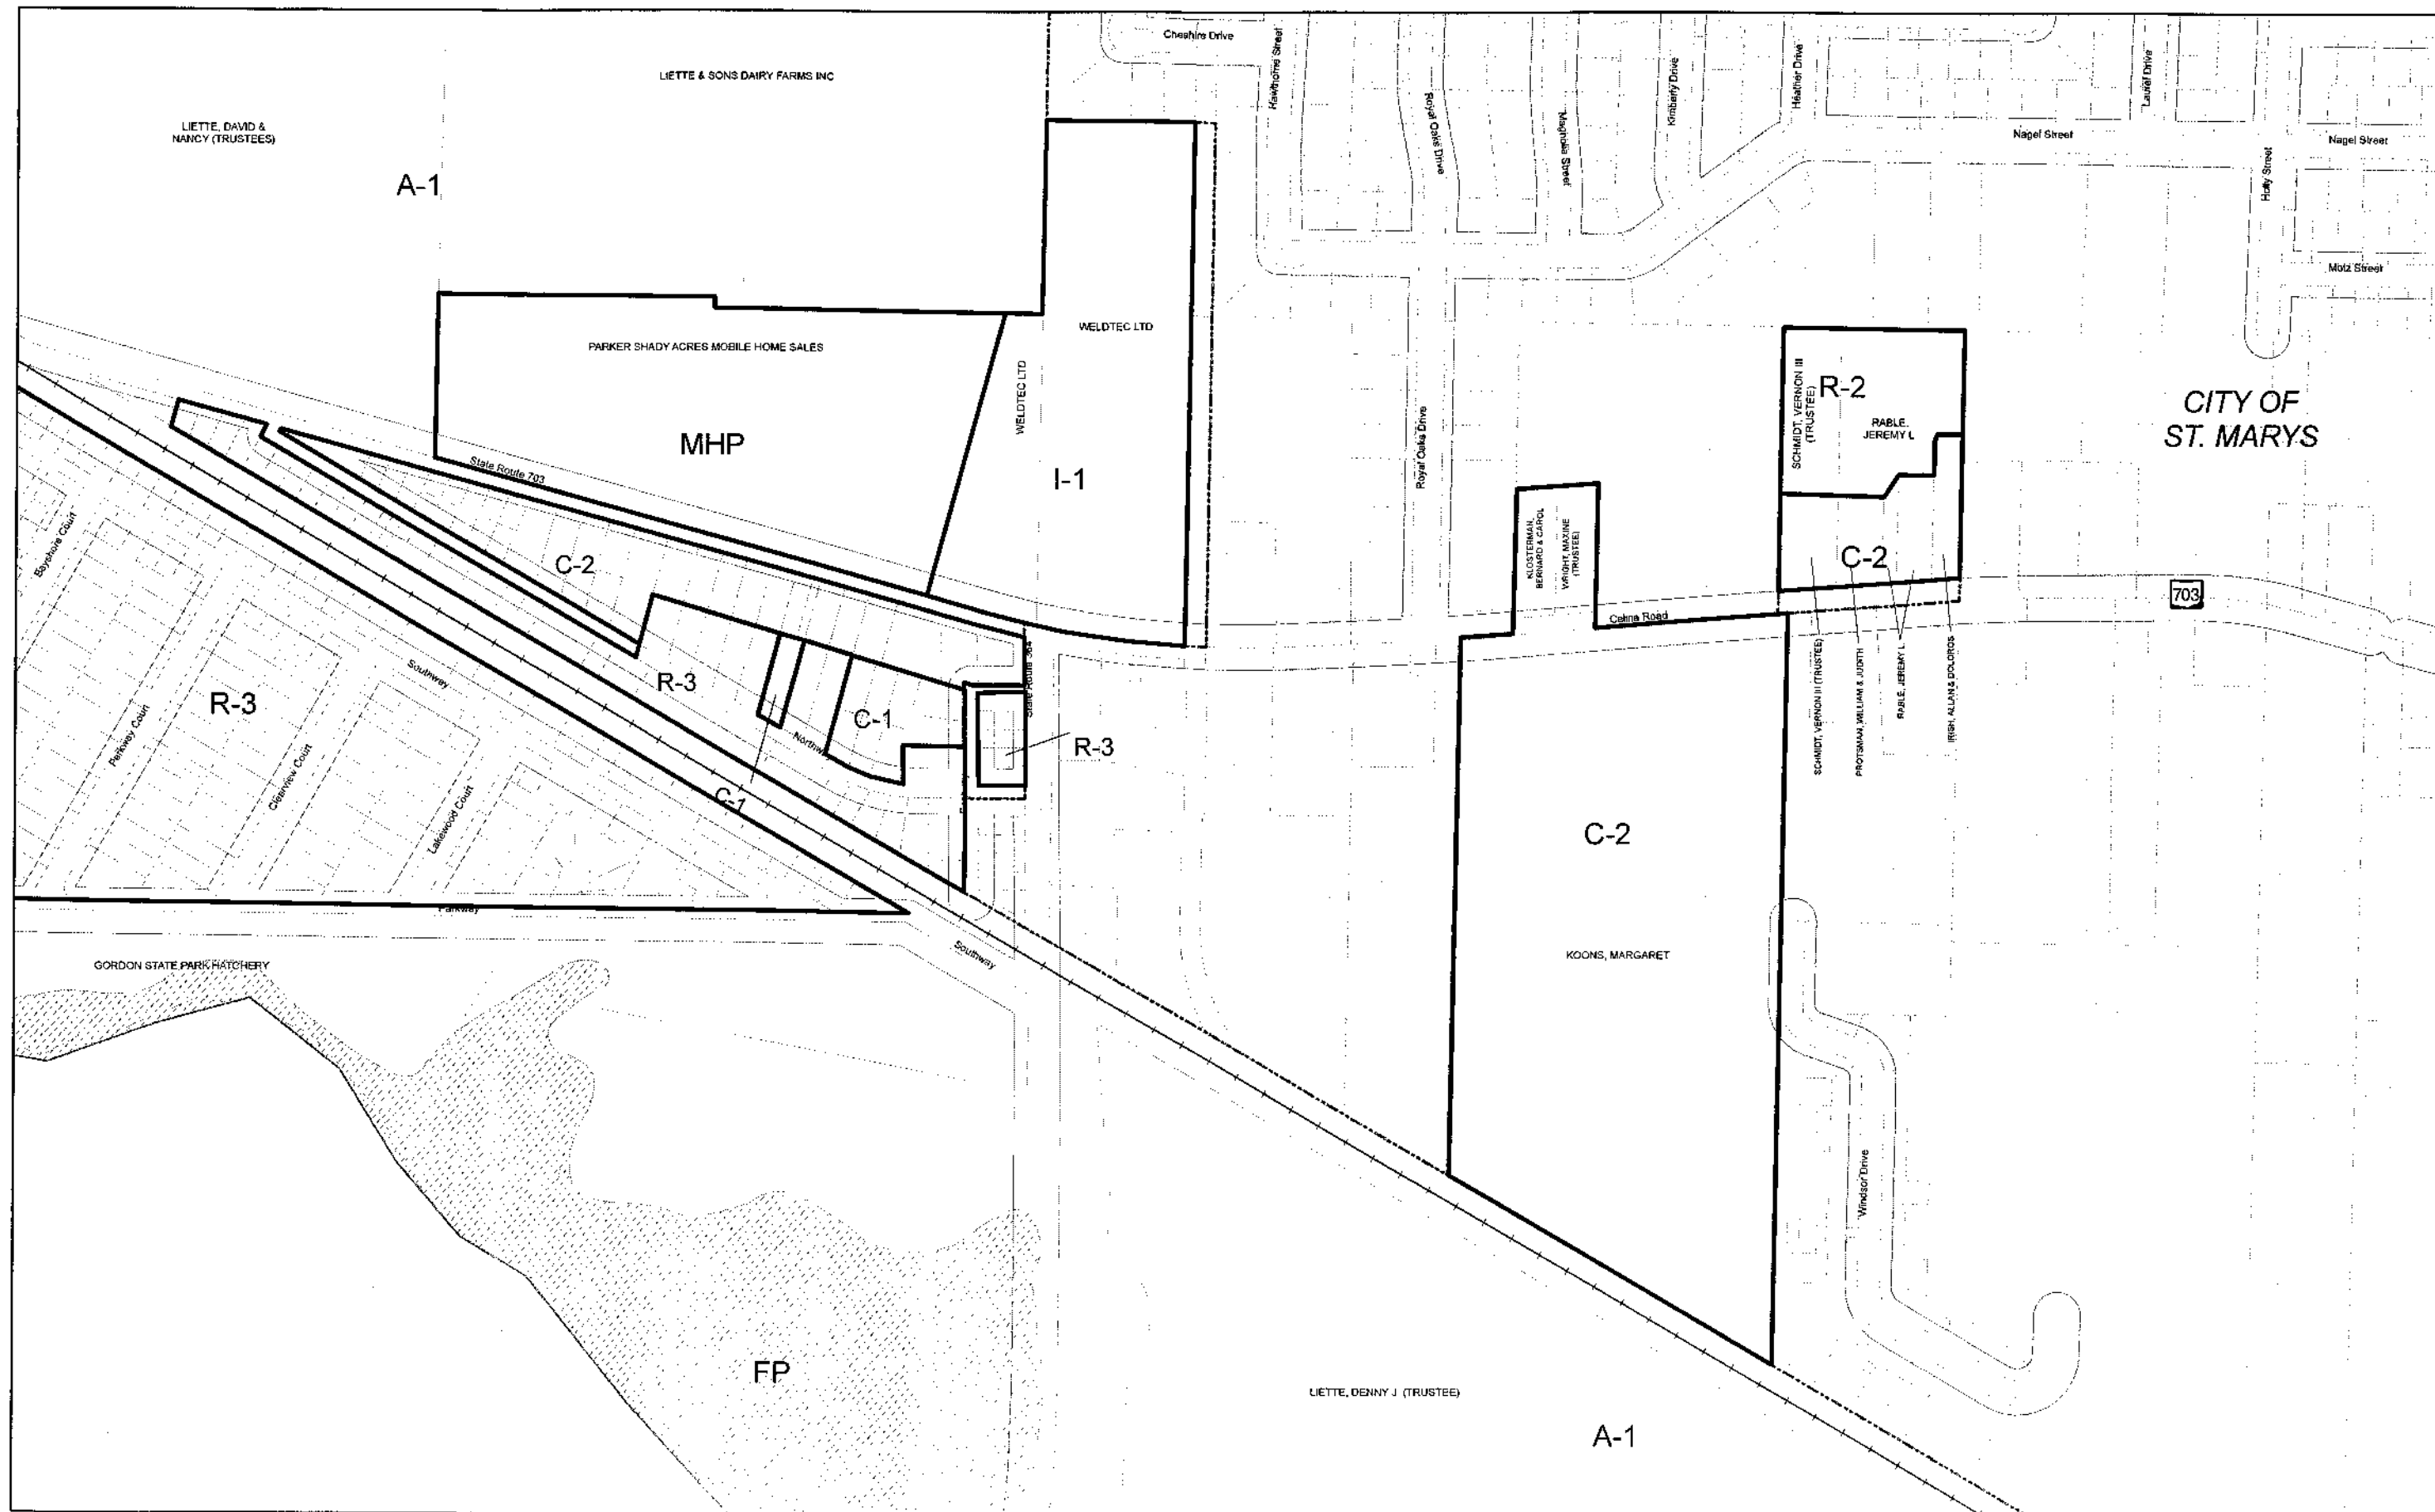 Cheshire Drive
Hawthorne Street
Royal Oaks Drive
Magnolia Street
Kimberly Drive
Heather Drive
Laurel Drive
Nagel Street
Nagel Street
Holly Street
Motz Street
LIETTE & SONS DAIRY FARMS INC
LIETTE, DAVID &
NANCY (TRUSTEES)
A-1
WELDTEC LTD
PARKER SHADY ACRES MOBILE HOME SALES
WELDTEC LTD
MHP
I-1
State Route 703
Royal Oaks Drive
SCHMIDT, VERNON III
(TRUSTEE)
R-2
RABLE,
JEREMY L
CITY OF
ST. MARYS
KLOSTERMAN,
BERNARD & CAROL
WRIGHT, MAXINE
(TRUSTEE)
C-2
C-2
703
Celina Road
Bayshore Court
Southway
R-3
R-3
State Route 364
C-1
R-3
Parkway Court
Clearview Court
Lakewood Court
C-1
SCHMIDT, VERNON III (TRUSTEE)
PROTSMAN, WILLIAM & JUDITH
RABLE, JEREMY L
IRISH, ALLAN & DOLOROS
C-2
Parkway
Southway
GORDON STATE PARK HATCHERY
KOONS, MARGARET
Windsor Drive
FP
LIETTE, DENNY J (TRUSTEE)
A-1